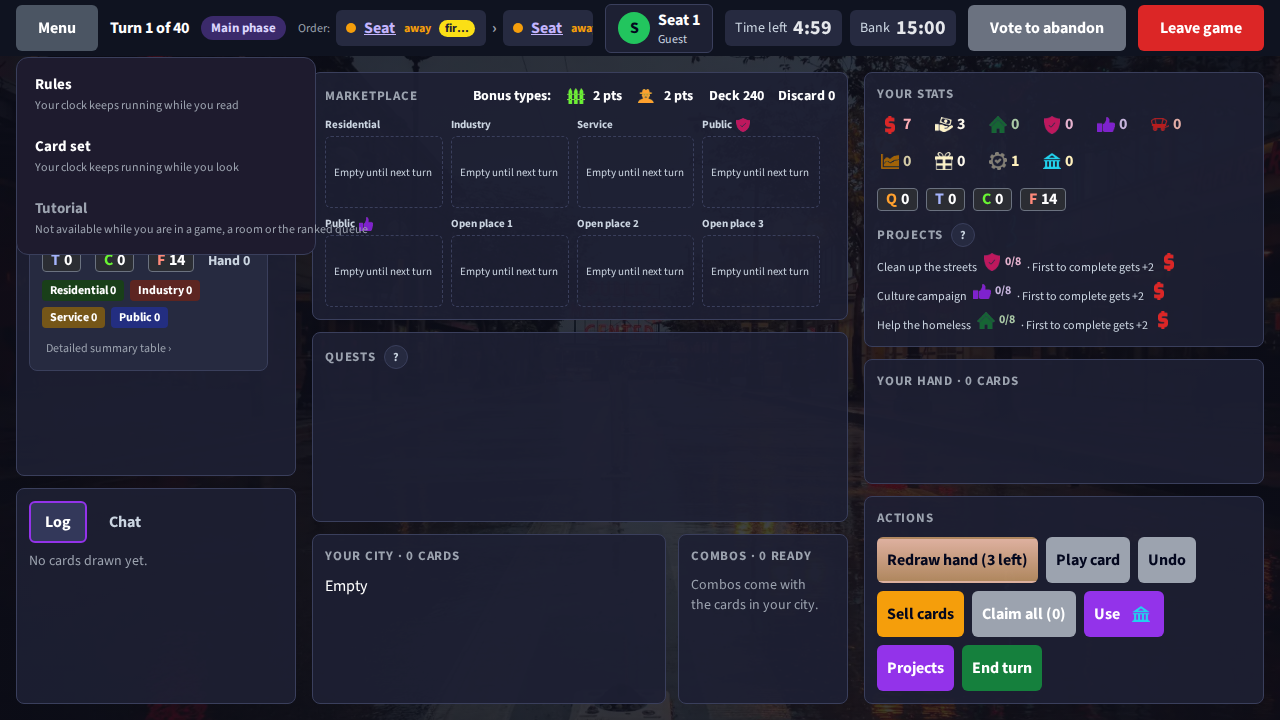 Menu
Turn 1 of 40
Main phase
Order:
Seat away fir...
›
Seat
S
Seat 1
Guest
Time left 4:59
Bank 15:00
Vote to abandon
Leave game
Rules
Your clock keeps running while you read
Card set
Your clock keeps running while you look
Tutorial
Not available while you are in a game, a room or the ranked queue
T 0 C 0 F 14 Hand 0
Residential 0 Industry 0
Service 0 Public 0
Detailed summary table ›
Log Chat
No cards drawn yet.
MARKETPLACE
Bonus types: 2 pts 2 pts Deck 240 Discard 0
Residential Industry Service Public
Empty until next turn Empty until next turn Empty until next turn Empty until next turn
Public Open place 1 Open place 2 Open place 3
Empty until next turn Empty until next turn Empty until next turn Empty until next turn
QUESTS ?
YOUR CITY · 0 CARDS
Empty
COMBOS · 0 READY
Combos come with
the cards in your city.
YOUR STATS
7 3 0 0 0 0
0 0 1 0
Q 0 T 0 C 0 F 14
PROJECTS ?
Clean up the streets 0/8 · First to complete gets +2
Culture campaign 0/8 · First to complete gets +2
Help the homeless 0/8 · First to complete gets +2
YOUR HAND · 0 CARDS
ACTIONS
Redraw hand (3 left) Play card Undo
Sell cards Claim all (0) Use
Projects End turn